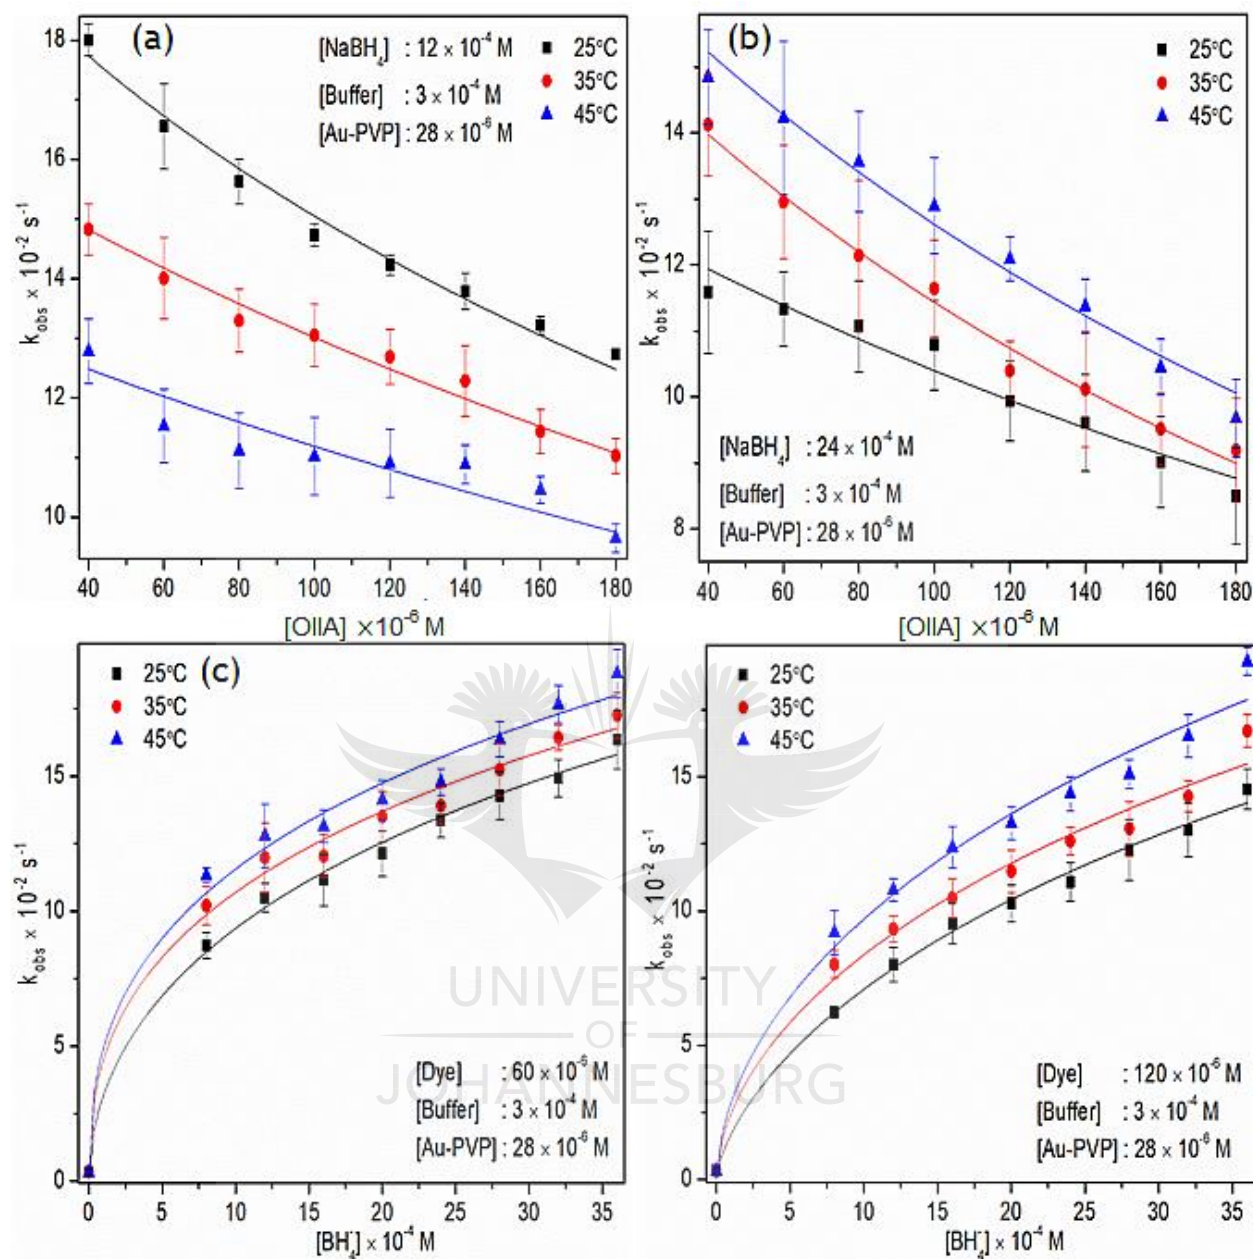 (a)
[NaBH₄] : 12 × 10⁻⁴ M
[Buffer] : 3 × 10⁻⁴ M
[Au-PVP] : 28 × 10⁻⁶ M
25°C
35°C
45°C
18
16
14
12
10
k_obs × 10⁻² s⁻¹
40 60 80 100 120 140 160 180
[OIIA] ×10⁻⁶ M
(b)
25°C
35°C
45°C
[NaBH₄] : 24 × 10⁻⁴ M
[Buffer] : 3 × 10⁻⁴ M
[Au-PVP] : 28 × 10⁻⁶ M
14
12
10
8
k_obs × 10⁻² s⁻¹
40 60 80 100 120 140 160 180
[OIIA] ×10⁻⁶ M
(c)
25°C
35°C
45°C
15
10
5
0
k_obs × 10⁻² s⁻¹
[Dye] : 60 × 10⁻⁶ M
[Buffer] : 3 × 10⁻⁴ M
[Au-PVP] : 28 × 10⁻⁶ M
0 5 10 15 20 25 30 35
[BH₄⁻] × 10⁻⁴ M
25°C
35°C
45°C
15
10
5
0
k_obs × 10⁻² s⁻¹
[Dye] : 120 × 10⁻⁶ M
[Buffer] : 3 × 10⁻⁴ M
[Au-PVP] : 28 × 10⁻⁶ M
0 5 10 15 20 25 30 35
[BH₄⁻] × 10⁻⁴ M
UNIVERSITY
OF
JOHANNESBURG